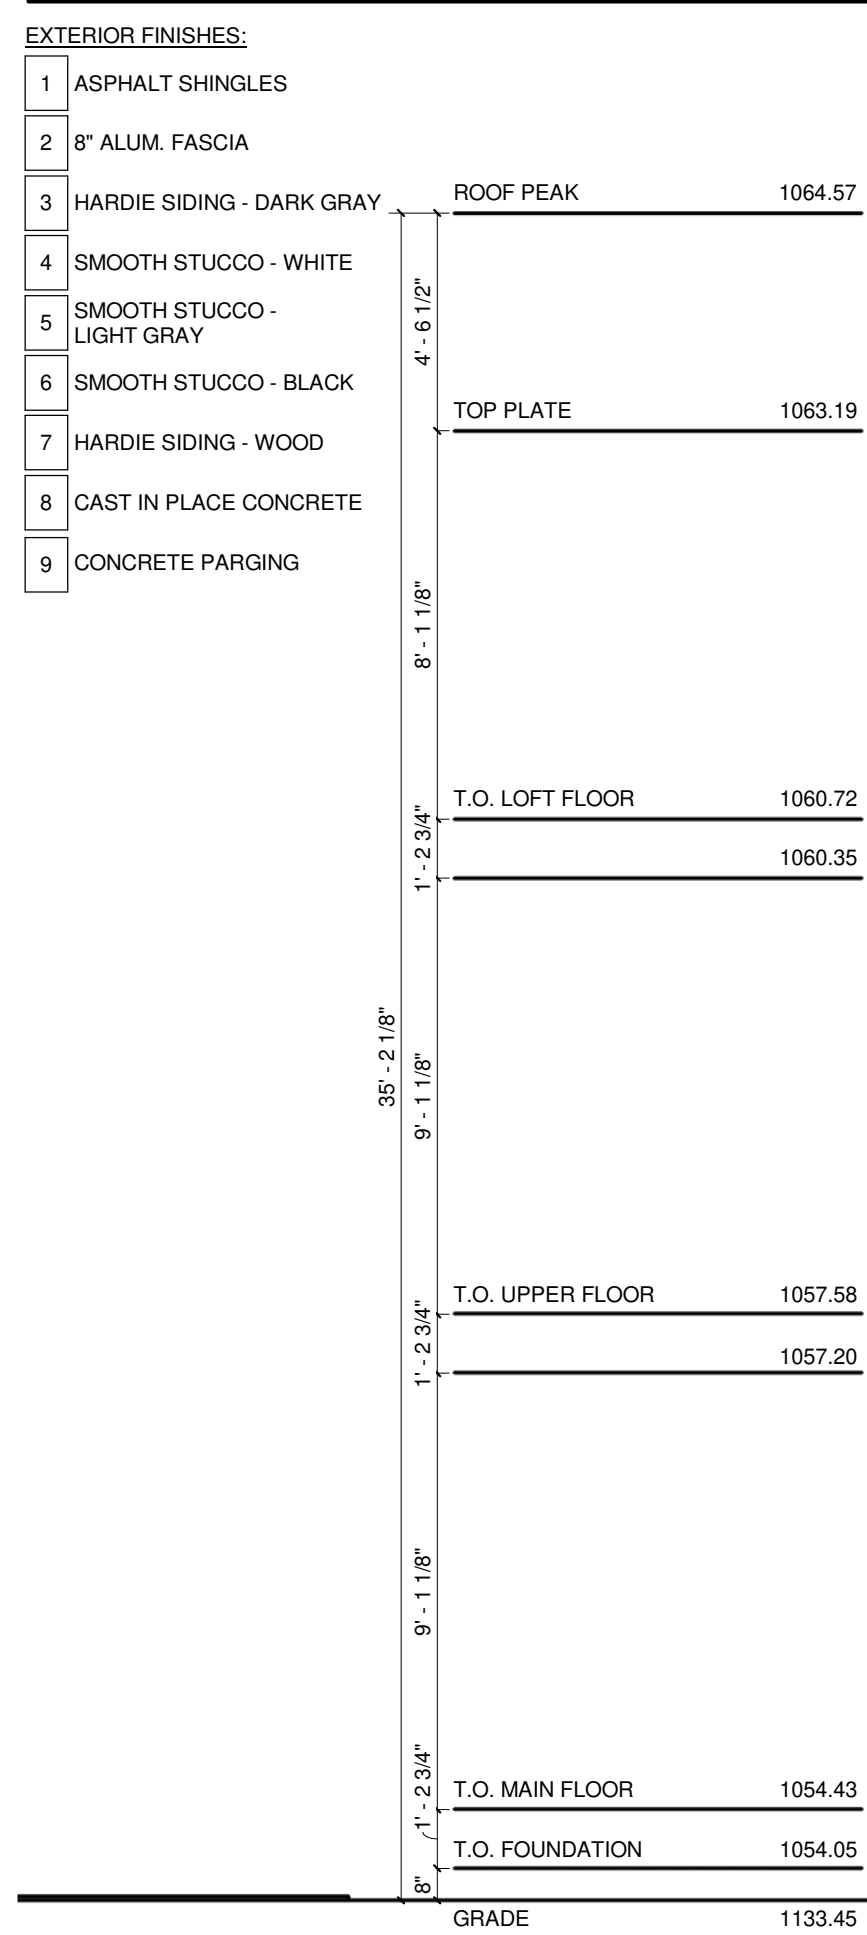 EXTERIOR FINISHES:
1 ASPHALT SHINGLES
2 8" ALUM. FASCIA
3 HARDIE SIDING - DARK GRAY
4 SMOOTH STUCCO - WHITE
5 SMOOTH STUCCO -
LIGHT GRAY
6 SMOOTH STUCCO - BLACK
7 HARDIE SIDING - WOOD
8 CAST IN PLACE CONCRETE
9 CONCRETE PARGING
35' - 2 1/8"
ROOF PEAK 1064.57
4' - 6 1/2"
TOP PLATE 1063.19
8' - 1 1/8"
T.O. LOFT FLOOR 1060.72
1' - 2 3/4"
1060.35
9' - 1 1/8"
T.O. UPPER FLOOR 1057.58
1' - 2 3/4"
1057.20
9' - 1 1/8"
T.O. MAIN FLOOR 1054.43
1' - 2 3/4"
T.O. FOUNDATION 1054.05
8"
GRADE 1133.45